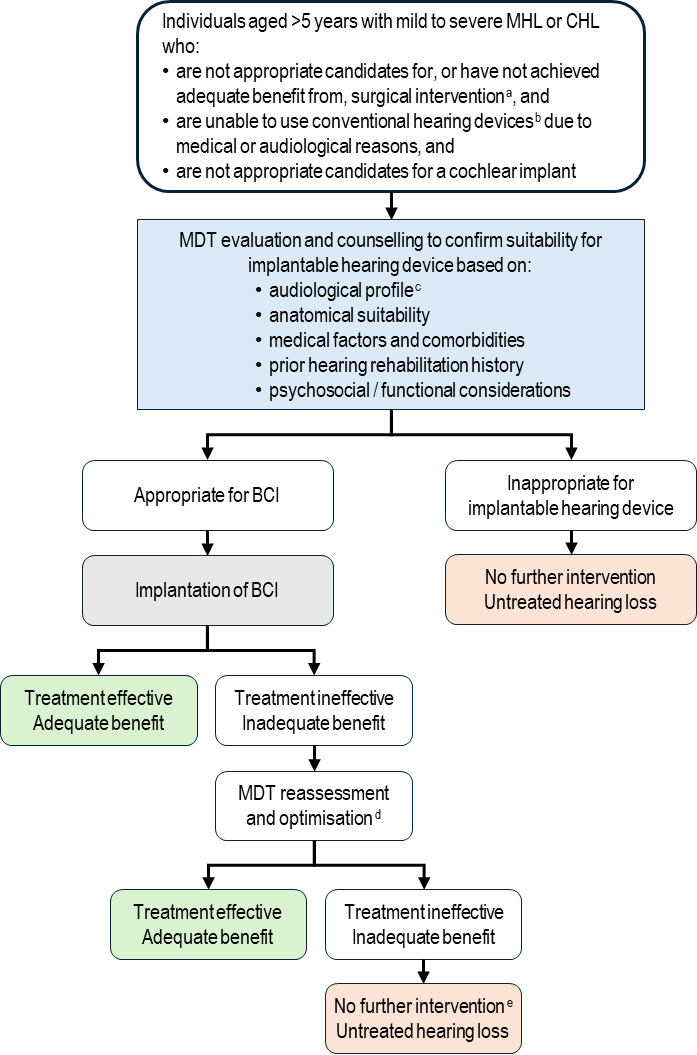 Individuals aged >5 years with mild to severe MHL or CHL
who:
• are not appropriate candidates for, or have not achieved
adequate benefit from, surgical intervention a, and
• are unable to use conventional hearing devices b due to
medical or audiological reasons, and
• are not appropriate candidates for a cochlear implant
MDT evaluation and counselling to confirm suitability for
implantable hearing device based on:
• audiological profile c
• anatomical suitability
• medical factors and comorbidities
• prior hearing rehabilitation history
• psychosocial / functional considerations
Appropriate for BCI
Inappropriate for
implantable hearing device
Implantation of BCI
No further intervention
Untreated hearing loss
Treatment effective
Adequate benefit
Treatment ineffective
Inadequate benefit
MDT reassessment
and optimisation d
Treatment effective
Adequate benefit
Treatment ineffective
Inadequate benefit
No further intervention e
Untreated hearing loss